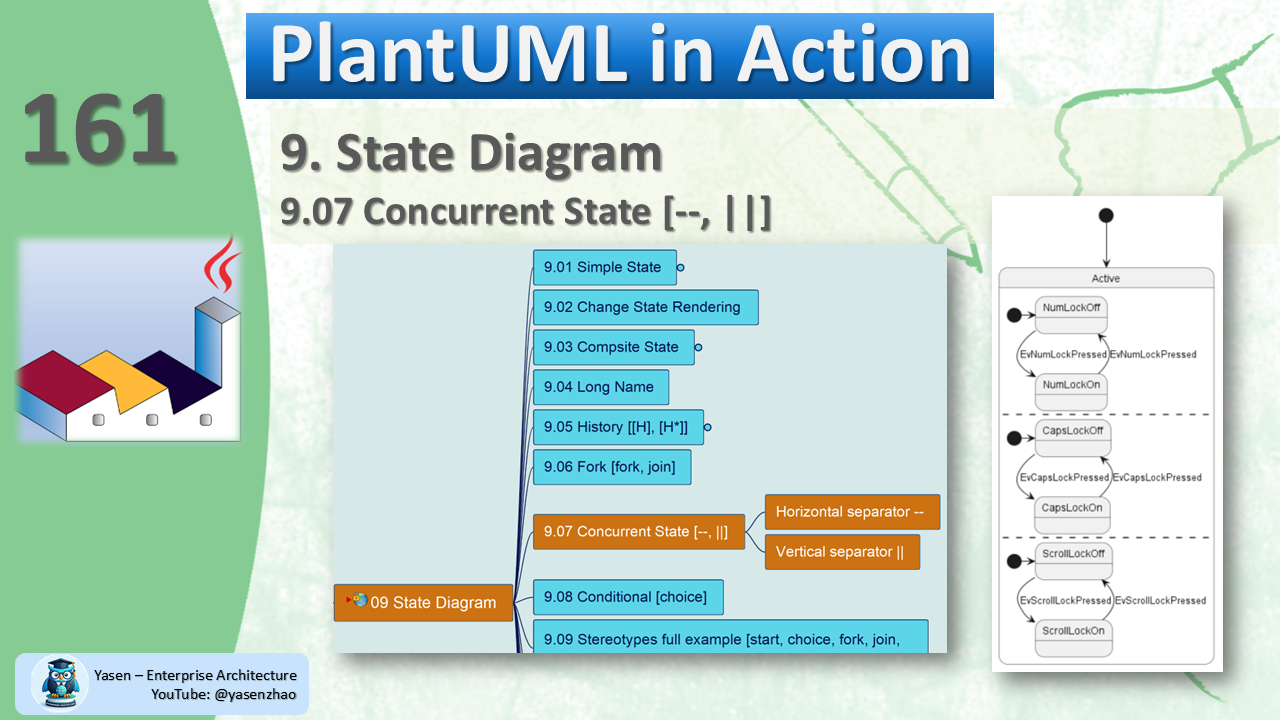 PlantUML in Action
161
9. State Diagram
9.07 Concurrent State [--, ||]
9.01 Simple State
9.02 Change State Rendering
9.03 Compsite State
9.04 Long Name
9.05 History [[H], [H*]]
9.06 Fork [fork, join]
9.07 Concurrent State [--, ||]
Horizontal separator --
Vertical separator ||
09 State Diagram
9.08 Conditional [choice]
9.09 Stereotypes full example [start, choice, fork, join,
Active
NumLockOff
EvNumLockPressed
EvNumLockPressed
NumLockOn
CapsLockOff
EvCapsLockPressed
EvCapsLockPressed
CapsLockOn
ScrollLockOff
EvScrollLockPressed
EvScrollLockPressed
ScrollLockOn
Yasen – Enterprise Architecture
YouTube: @yasenzhao